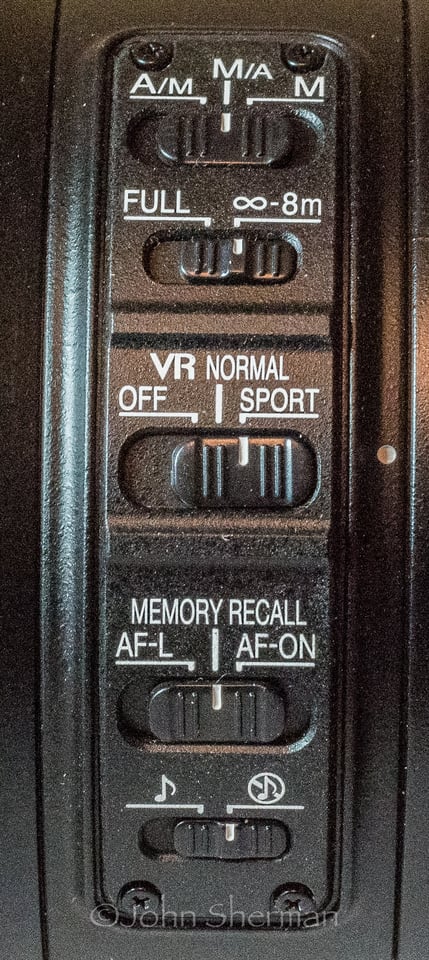 M/A
A/M M
FULL ∞-8m
VR NORMAL
OFF SPORT
MEMORY RECALL
AF-L AF-ON
©John Sherman